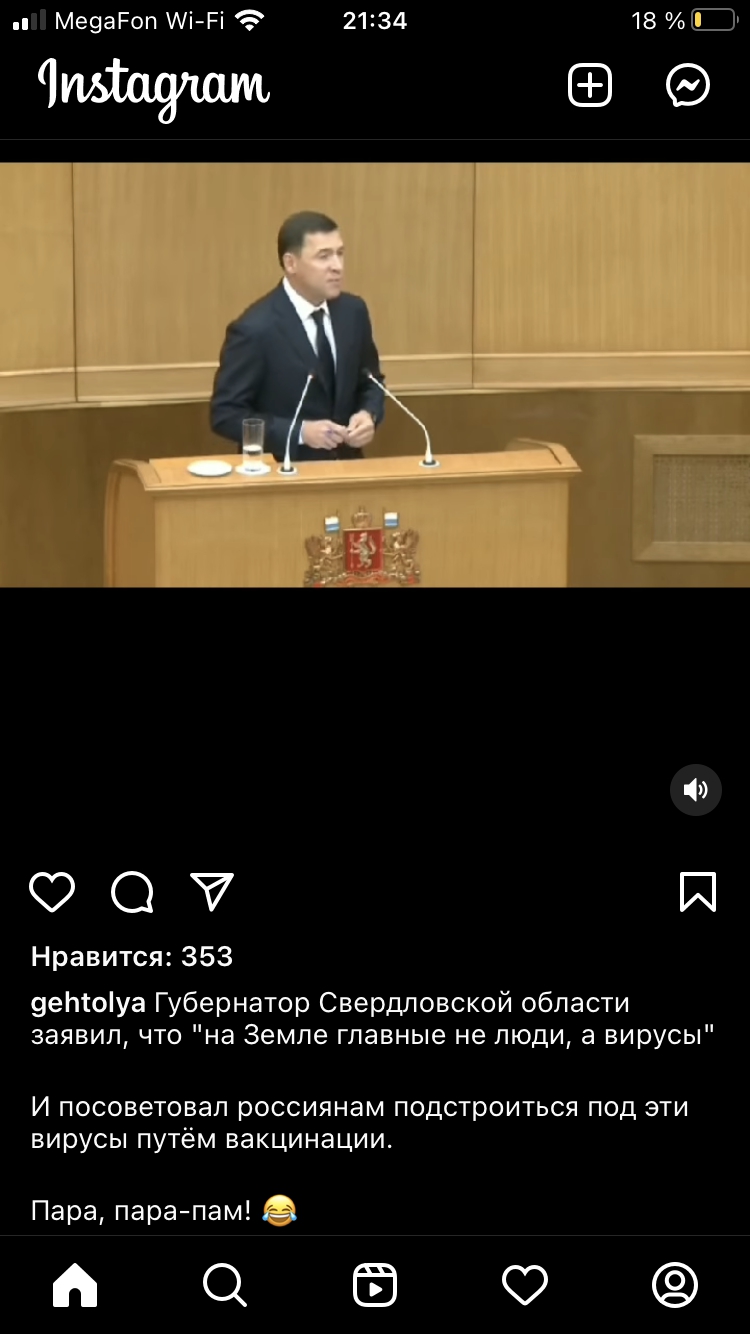 MegaFon Wi-Fi 21:34 18 %
Instagram
Нравится: 353
gehtolya Губернатор Свердловской области
заявил, что "на Земле главные не люди, а вирусы"
И посоветовал россиянам подстроиться под эти
вирусы путём вакцинации.
Пара, пара-пам! 😂